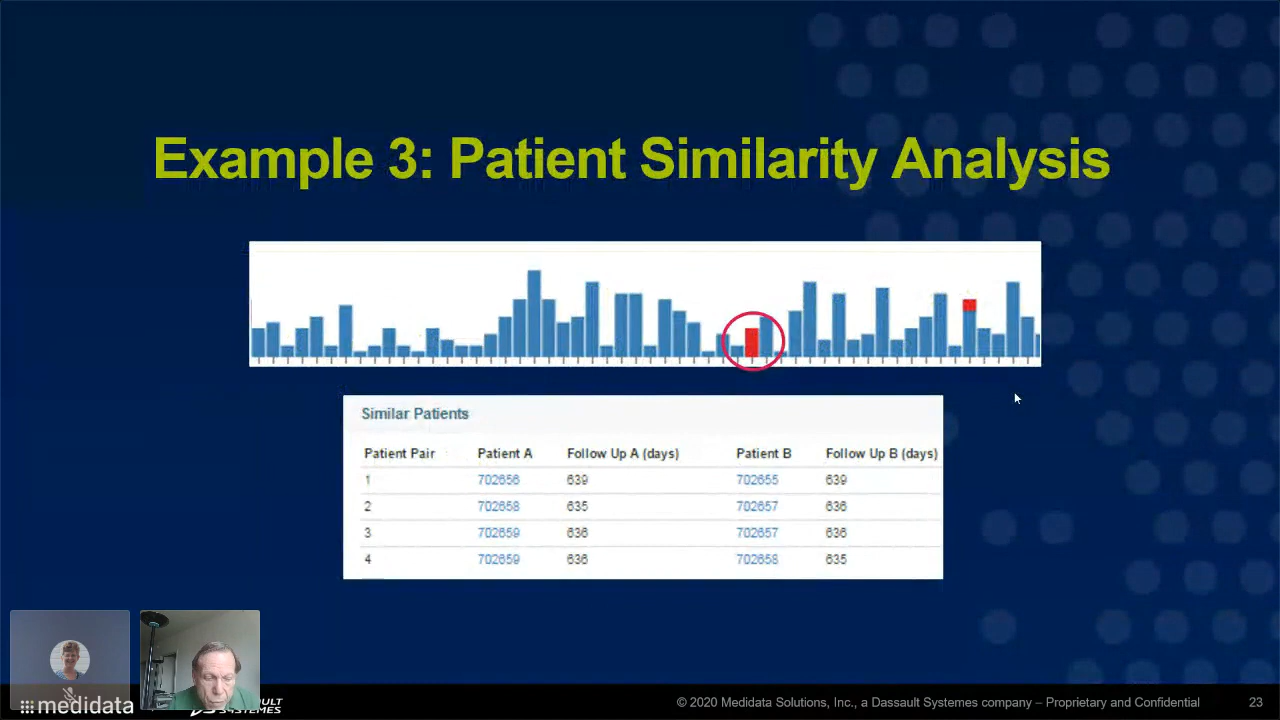 Example 3: Patient Similarity Analysis
Similar Patients
Patient Pair Patient A Follow Up A (days) Patient B Follow Up B (days)
1 702656 639 702655 639
2 702658 635 702657 636
3 702659 636 702657 636
4 702659 636 702658 635
medidata
SYSTEMES
© 2020 Medidata Solutions, Inc., a Dassault Systemes company – Proprietary and Confidential
23